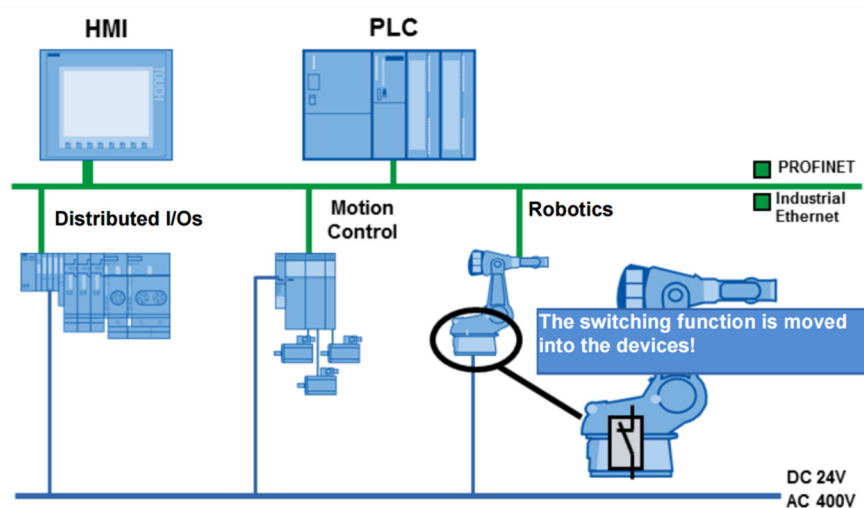 HMI
PLC
TOUCH
PROFINET
Industrial
Ethernet
Distributed I/Os
Motion
Control
Robotics
The switching function is moved
into the devices!
DC 24V
AC 400V